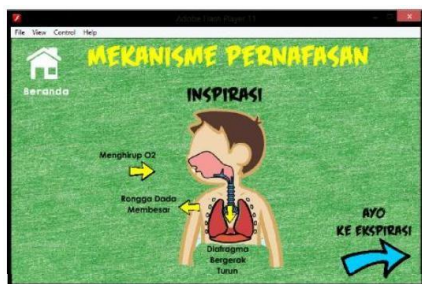 Adobe Flash Player 11
File View Control Help
MEKANISME PERNAFASAN
Beranda
INSPIRASI
Menghirup O2
Rongga Dada
Membesar
Diafragma
Bergerak
Turun
AYO
KE EKSPIRASI